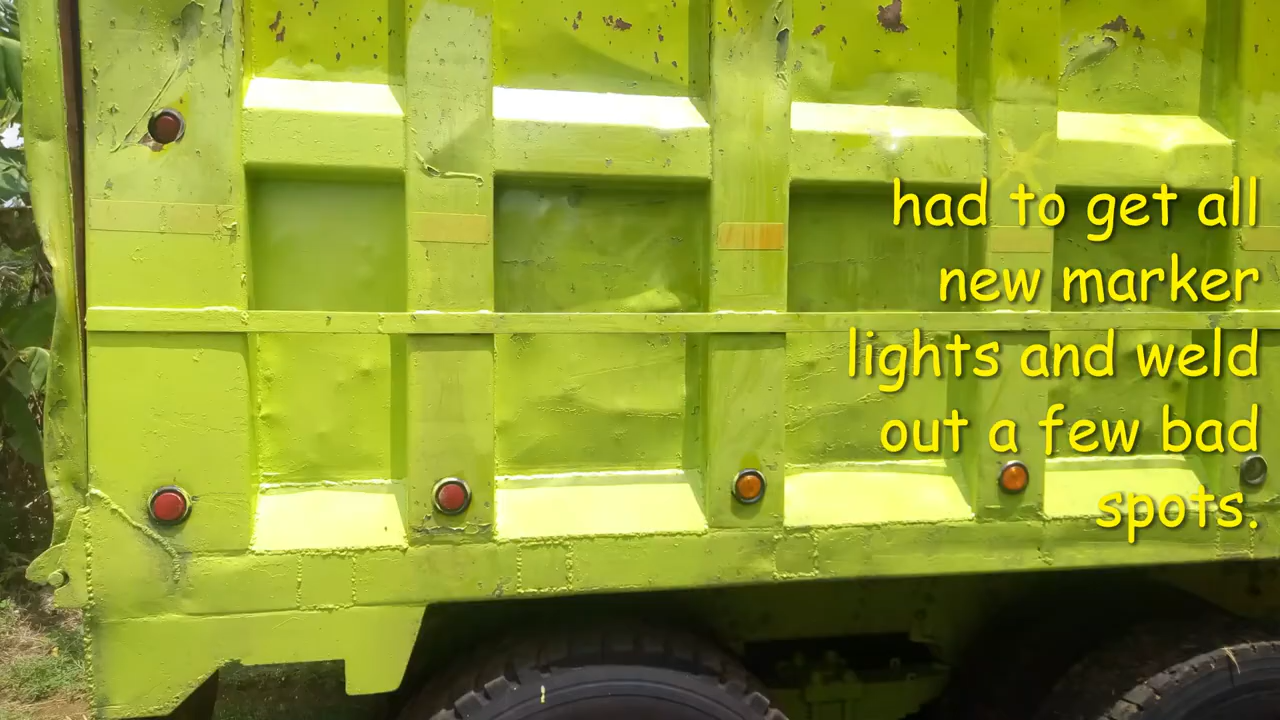 had to get all
new marker
lights and weld
out a few bad
spots.